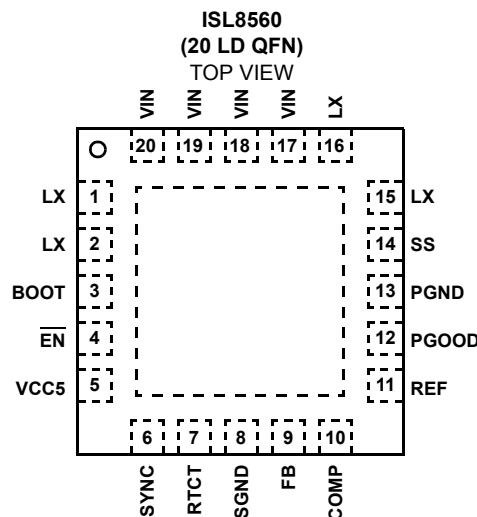 ISL8560
(20 LD QFN)
TOP VIEW
VIN VIN VIN VIN LX
20 19 18 17 16
LX 1 15 LX
LX 2 14 SS
BOOT 3 13 PGND
EN 4 12 PGOOD
VCC5 5 11 REF
6 7 8 9 10
SYNC RTCT SGND FB COMP